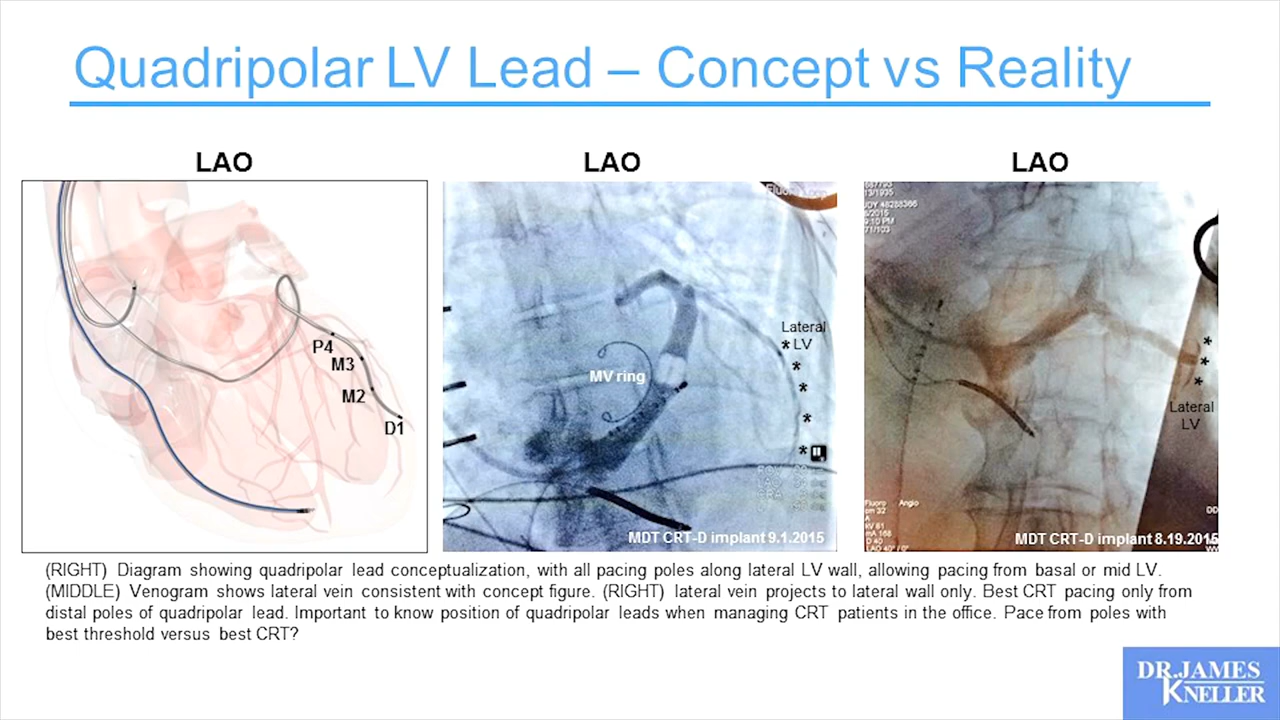 Quadripolar LV Lead – Concept vs Reality
LAO
LAO
LAO
P4
M3
M2
D1
Lateral
* LV
*
*
*
*
MV ring
MDT CRT-D implant 9.1.2015
Lateral
LV
*
*
*
Fluoro Angio
MDT CRT-D implant 8.19.2015
(RIGHT) Diagram showing quadripolar lead conceptualization, with all pacing poles along lateral LV wall, allowing pacing from basal or mid LV.
(MIDDLE) Venogram shows lateral vein consistent with concept figure. (RIGHT) lateral vein projects to lateral wall only. Best CRT pacing only from
distal poles of quadripolar lead. Important to know position of quadripolar leads when managing CRT patients in the office. Pace from poles with
best threshold versus best CRT?
DR.JAMES
KNELLER